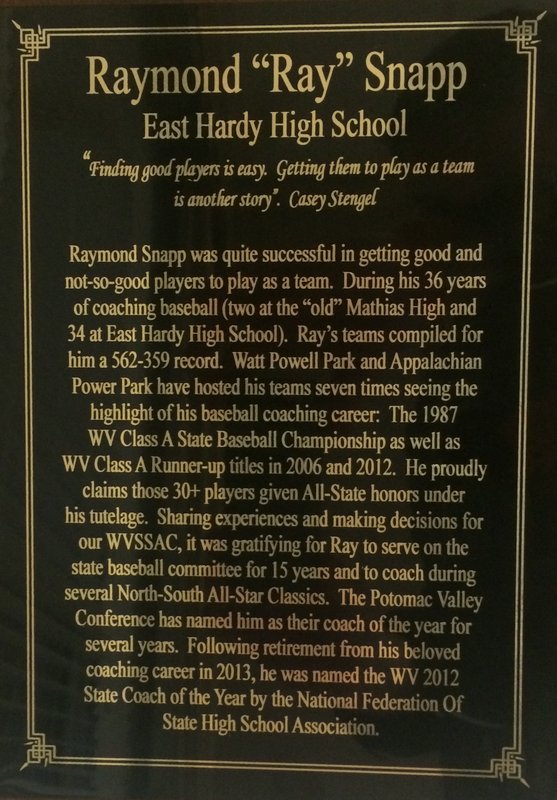 Raymond “Ray” Snapp
East Hardy High School
“Finding good players is easy. Getting them to play as a team
is another story”. Casey Stengel
Raymond Snapp was quite successful in getting good and
not-so-good players to play as a team. During his 36 years
of coaching baseball (two at the “old” Mathias High and
34 at East Hardy High School). Ray’s teams compiled for
him a 562-359 record. Watt Powell Park and Appalachian
Power Park have hosted his teams seven times seeing the
highlight of his baseball coaching career: The 1987
WV Class A State Baseball Championship as well as
WV Class A Runner-up titles in 2006 and 2012. He proudly
claims those 30+ players given All-State honors under
his tutelage. Sharing experiences and making decisions for
our WVSSAC, it was gratifying for Ray to serve on the
state baseball committee for 15 years and to coach during
several North-South All-Star Classics. The Potomac Valley
Conference has named him as their coach of the year for
several years. Following retirement from his beloved
coaching career in 2013, he was named the WV 2012
State Coach of the Year by the National Federation Of
State High School Association.